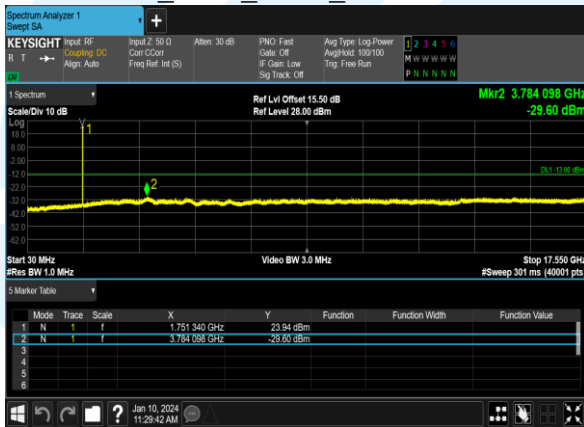 Spectrum Analyzer 1
Swept SA
+
KEYSIGHT Input: RF Input Z: 50 Ω Atten: 30 dB PNO: Fast Avg Type: Log-Power 1 2 3 4 5 6
R T Coupling: DC Corr CCorr Gate: Off Avg|Hold: 100/100 M W W W W W
Align: Auto Freq Ref: Int (S) IF Gain: Low Trig: Free Run P N N N N N
LXI Sig Track: Off
1 Spectrum Ref Lvl Offset 15.50 dB Mkr2 3.784 098 GHz
Scale/Div 10 dB Ref Level 28.00 dBm -29.60 dBm
Log
1
18.0
8.00
-2.00
DL1 -13.00 dBm
-12.0
2
-22.0
-32.0
-42.0
-52.0
-62.0
Start 30 MHz Video BW 3.0 MHz Stop 17.550 GHz
#Res BW 1.0 MHz #Sweep 301 ms (40001 pts
5 Marker Table
Mode Trace Scale X Y Function Function Width Function Value
1 N 1 f 1.751 340 GHz 23.94 dBm
2 N 1 f 3.784 098 GHz -29.60 dBm
3
4
5
6
? Jan 10, 2024
11:29:42 AM